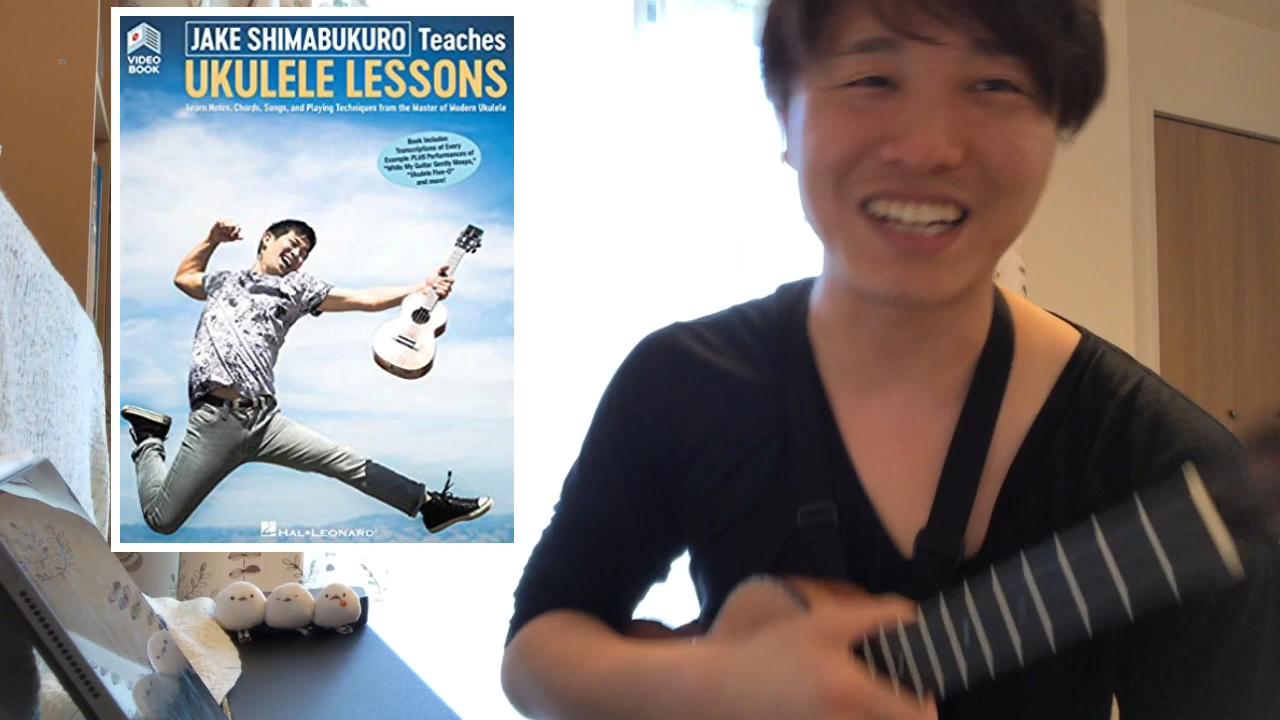 JAKE SHIMABUKURO Teaches
VIDEO
BOOK
UKULELE LESSONS
Learn Notes, Chords, Songs, and Playing Techniques from the Master of Modern Ukulele
Book Includes
Transcriptions of Every
Example PLUS Performances of
"While My Guitar Gently Weeps,"
"Ukulele Five-O"
and more!
HAL•LEONARD